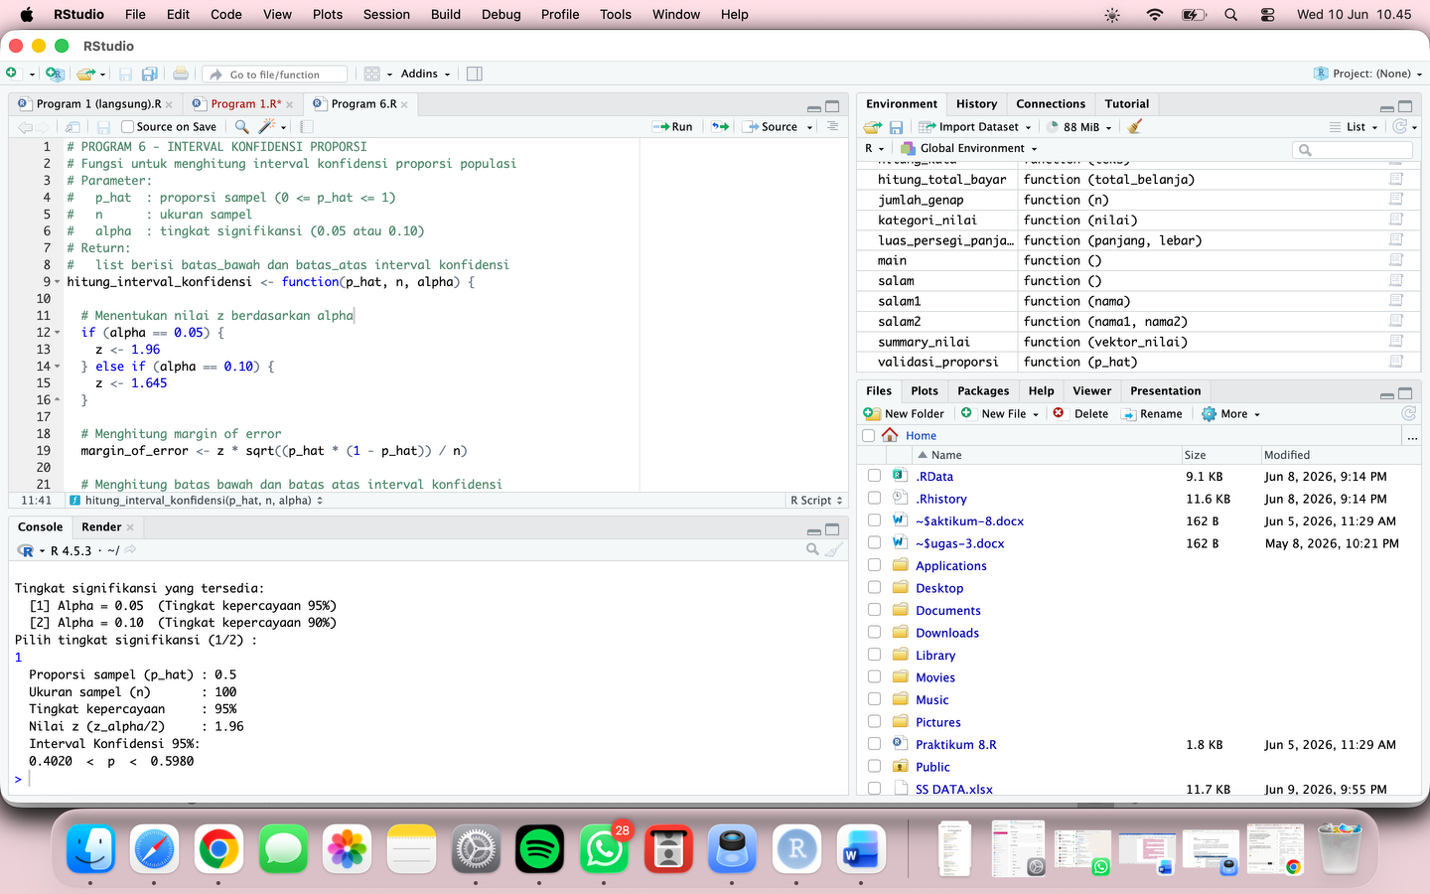 RStudio File Edit Code View Plots Session Build Debug Profile Tools Window Help Wed 10 Jun 10.45
RStudio
Go to file/function Addins Project: (None)
Program 1 (langsung).R Program 1.R* Program 6.R
Source on Save Run Source
1 # PROGRAM 6 - INTERVAL KONFIDENSI PROPORSI
2 # Fungsi untuk menghitung interval konfidensi proporsi populasi
3 # Parameter:
4 #   p_hat  : proporsi sampel (0 <= p_hat <= 1)
5 #   n      : ukuran sampel
6 #   alpha  : tingkat signifikansi (0.05 atau 0.10)
7 # Return:
8 #   list berisi batas_bawah dan batas_atas interval konfidensi
9 hitung_interval_konfidensi <- function(p_hat, n, alpha) {
10
11   # Menentukan nilai z berdasarkan alpha
12   if (alpha == 0.05) {
13     z <- 1.96
14   } else if (alpha == 0.10) {
15     z <- 1.645
16   }
17
18   # Menghitung margin of error
19   margin_of_error <- z * sqrt((p_hat * (1 - p_hat)) / n)
20
21   # Menghitung batas bawah dan batas atas interval konfidensi
11:41 hitung_interval_konfidensi(p_hat, n, alpha) R Script
Console Render
R 4.5.3 · ~/
Tingkat signifikansi yang tersedia:
[1] Alpha = 0.05  (Tingkat kepercayaan 95%)
[2] Alpha = 0.10  (Tingkat kepercayaan 90%)
Pilih tingkat signifikansi (1/2) :
1
Proporsi sampel (p_hat) : 0.5
Ukuran sampel (n)       : 100
Tingkat kepercayaan     : 95%
Nilai z (z_alpha/2)     : 1.96
Interval Konfidensi 95%:
0.4020  <  p  <  0.5980
>
Environment History Connections Tutorial
Import Dataset 88 MiB List
R Global Environment
hitung_total_bayar function (total_belanja)
jumlah_genap function (n)
kategori_nilai function (nilai)
luas_persegi_panja… function (panjang, lebar)
main function ()
salam function ()
salam1 function (nama)
salam2 function (nama1, nama2)
summary_nilai function (vektor_nilai)
validasi_proporsi function (p_hat)
Files Plots Packages Help Viewer Presentation
New Folder New File Delete Rename More
Home ...
Name Size Modified
.RData 9.1 KB Jun 8, 2026, 9:14 PM
.Rhistory 11.6 KB Jun 8, 2026, 9:14 PM
~$aktikum-8.docx 162 B Jun 5, 2026, 11:29 AM
~$ugas-3.docx 162 B May 8, 2026, 10:21 PM
Applications
Desktop
Documents
Downloads
Library
Movies
Music
Pictures
Praktikum 8.R 1.8 KB Jun 5, 2026, 11:29 AM
Public
SS DATA.xlsx 11.7 KB Jun 9, 2026, 9:55 PM
28
R
W